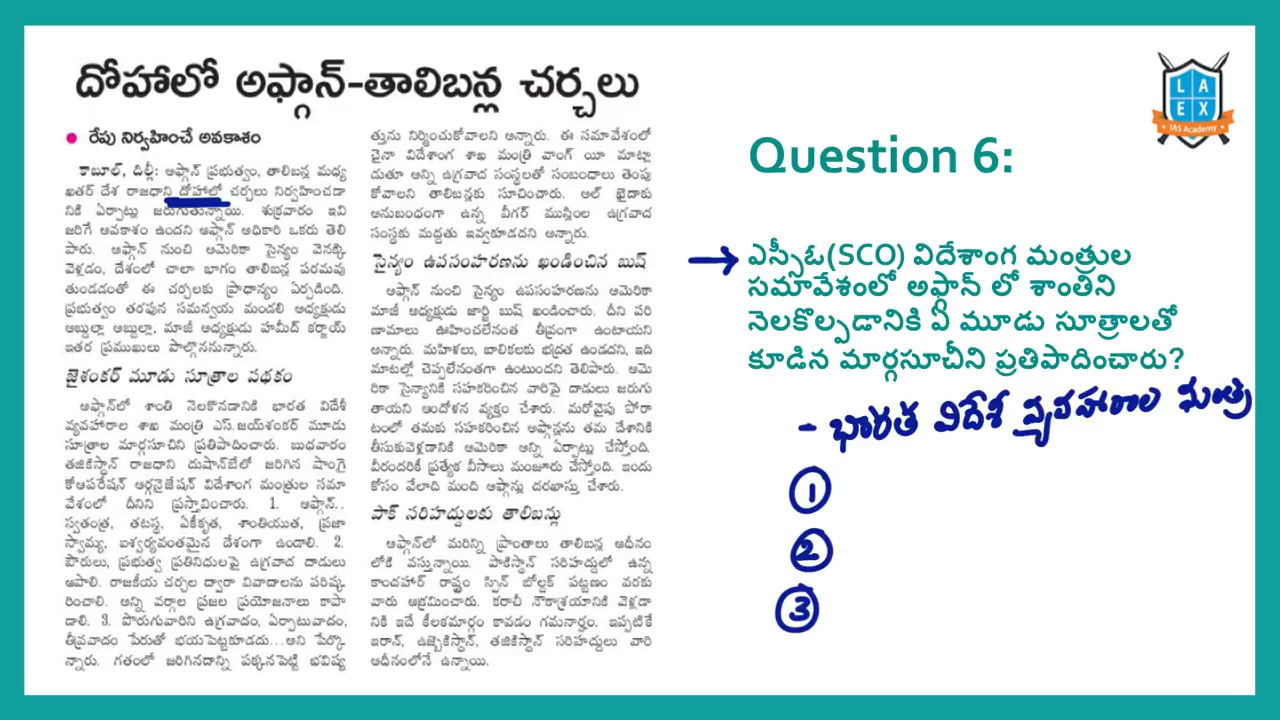 దోహాలో అఫ్గాన్-తాలిబన్ల చర్చలు
● రేపు నిర్వహించే అవకాశం
కాబూల్, దిల్లీ: అఫ్గాన్ ప్రభుత్వం, తాలిబన్ల మధ్య
ఖతర్ దేశ రాజధాని దోహాలో చర్చలు నిర్వహించడా
నికి ఏర్పాట్లు జరుగుతున్నాయి. శుక్రవారం ఇవి
జరిగే అవకాశం ఉందని ఆఫ్గాన్ అధికారి ఒకరు తెలి
పారు. అఫ్గాన్ నుంచి అమెరికా సైన్యం వెనక్కి
వెళ్లడం, దేశంలో చాలా భాగం తాలిబన్ల పరమవు
తుండడంతో ఈ చర్చలకు ప్రాధాన్యం ఏర్పడింది.
ప్రభుత్వం తరఫున సమన్వయ మండలి అధ్యక్షుడు
అబ్దుల్లా అబ్దుల్లా, మాజీ అధ్యక్షుడు హమీద్ కర్జాయ్
ఇతర ప్రముఖులు పాల్గొననున్నారు.
జైశంకర్ మూడు సూత్రాల పథకం
అఫ్గాన్‌లో శాంతి నెలకొనడానికి భారత విదేశీ
వ్యవహారాల శాఖ మంత్రి ఎస్.జయ్‌శంకర్ మూడు
సూత్రాల మార్గసూచిని ప్రతిపాదించారు. బుధవారం
తజికిస్థాన్ రాజధాని దుషాన్‌బేలో జరిగిన షాంగై
కోఆపరేషన్ ఆర్గనైజేషన్ విదేశాంగ మంత్రుల సమా
వేశంలో దీనిని ప్రస్తావించారు. 1. అఫ్గాన్..
స్వతంత్ర, తటస్థ, ఏకీకృత, శాంతియుత, ప్రజా
స్వామ్య, ఐశ్వర్యవంతమైన దేశంగా ఉండాలి. 2.
పౌరులు, ప్రభుత్వ ప్రతినిధులపై ఉగ్రవాద దాడులు
ఆపాలి. రాజకీయ చర్చల ద్వారా వివాదాలను పరిష్క
రించాలి. అన్ని వర్గాల ప్రజల ప్రయోజనాలు కాపా
డాలి. 3. పొరుగువారిని ఉగ్రవాదం, ఏర్పాటువాదం,
తీవ్రవాదం పేరుతో భయపెట్టకూడదు...అని పేర్కొ
న్నారు. గతంలో జరిగినదాన్ని పక్కనపెట్టి భవిష్య
త్తును నిర్మించుకోవాలని అన్నారు. ఈ సమావేశంలో
చైనా విదేశాంగ శాఖ మంత్రి వాంగ్ యీ మాట్లా
డుతూ అన్ని ఉగ్రవాద సంస్థలతో సంబందాలు తెంపు
కోవాలని తాలిబన్లకు సూచించారు. అల్ ఖైదాకు
అనుబంధంగా ఉన్న వీగర్ ముస్లింల ఉగ్రవాద
సంస్థకు మద్దతు ఇవ్వకూడదని అన్నారు.
సైన్యం ఉపసంహరణను ఖండించిన బుష్
అఫ్గాన్ నుంచి సైన్యం ఉపసంహరణను అమెరికా
మాజీ అధ్యక్షుడు జార్జి బుష్ ఖండించారు. దీని పరి
ణామాలు ఊహించలేనంత తీవ్రంగా ఉంటాయని
అన్నారు. మహిళలు, బాలికలకు భద్రత ఉండదని, ఇది
మాటల్లో చెప్పలేనంతగా ఉంటుందని తెలిపారు. అమె
రికా సైన్యానికి సహకరించిన వారిపై దాడులు జరుగు
తాయని ఆందోళన వ్యక్తం చేశారు. మరోవైపు పోరా
టంలో తమకు సహకరించిన అఫ్గాన్లను తమ దేశానికి
తీసుకువెళ్లడానికి అమెరికా అన్ని ఏర్పాట్లు చేస్తోంది.
వీరందరికీ ప్రత్యేక వీసాలు మంజూరు చేస్తోంది. ఇందు
కోసం వేలాది మంది ఆఫ్గాన్లు దరఖాస్తు చేశారు.
పాక్ సరిహద్దులకు తాలిబన్లు
ఆఫ్గాన్‌లో మరిన్ని ప్రాంతాలు తాలిబన్ల అధీనం
లోకి వస్తున్నాయి. పాకిస్థాన్ సరిహద్దులో ఉన్న
కాందహార్ రాష్ట్రం స్పిన్ బోల్దక్ పట్టణం వరకు
వారు ఆక్రమించారు. కరాచీ నౌకాశ్రయానికి వెళ్లడా
నికి ఇదే కీలకమార్గం కావడం గమనార్హం. ఇప్పటికే
ఇరాన్, ఉజ్బెకిస్థాన్, తజికిస్థాన్ సరిహద్దులు వారి
ఆధీనంలోనే ఉన్నాయి.
LAEX
IAS Academy
Question 6:
ఎస్సీఓ(SCO) విదేశాంగ మంత్రుల
సమావేశంలో అఫ్గాన్ లో శాంతిని
నెలకొల్పడానికి ఏ మూడు సూత్రాలతో
కూడిన మార్గసూచీని ప్రతిపాదించారు?
- భారత విదేశీ వ్యవహారాల మంత్రి
1
2
3